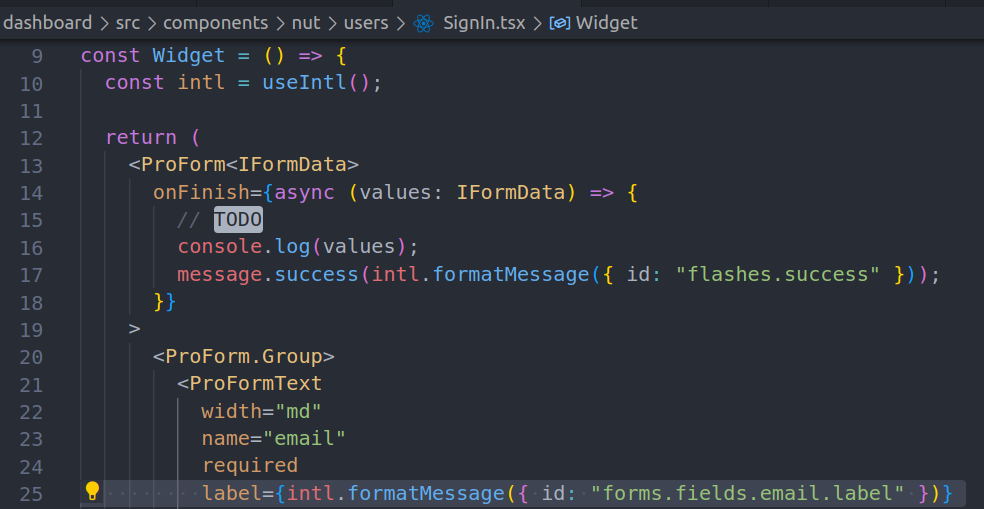 dashboard > src > components > nut > users > SignIn.tsx > Widget
9 const Widget = () => {
10   const intl = useIntl();
11
12   return (
13     <ProForm<IFormData>
14       onFinish={async (values: IFormData) => {
15         // TODO
16         console.log(values);
17         message.success(intl.formatMessage({ id: "flashes.success" }));
18       }}
19     >
20       <ProForm.Group>
21         <ProFormText
22           width="md"
23           name="email"
24           required
25           label={intl.formatMessage({ id: "forms.fields.email.label" })}